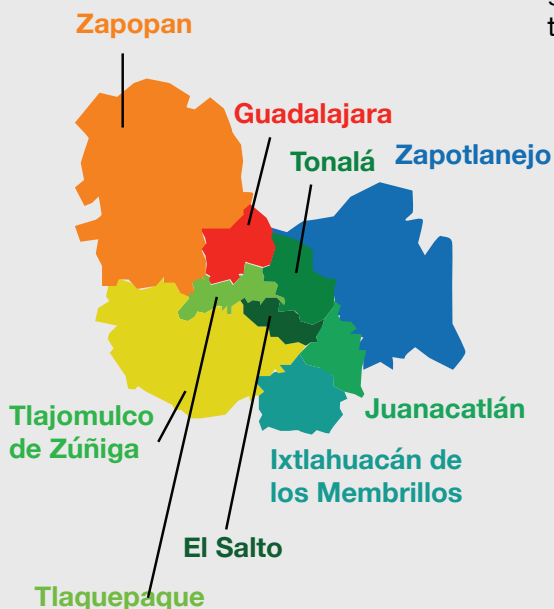 Zapopan
Guadalajara
Tonalá
Zapotlanejo
Tlajomulco
de Zúñiga
Juanacatlán
Ixtlahuacán de
los Membrillos
El Salto
Tlaquepaque